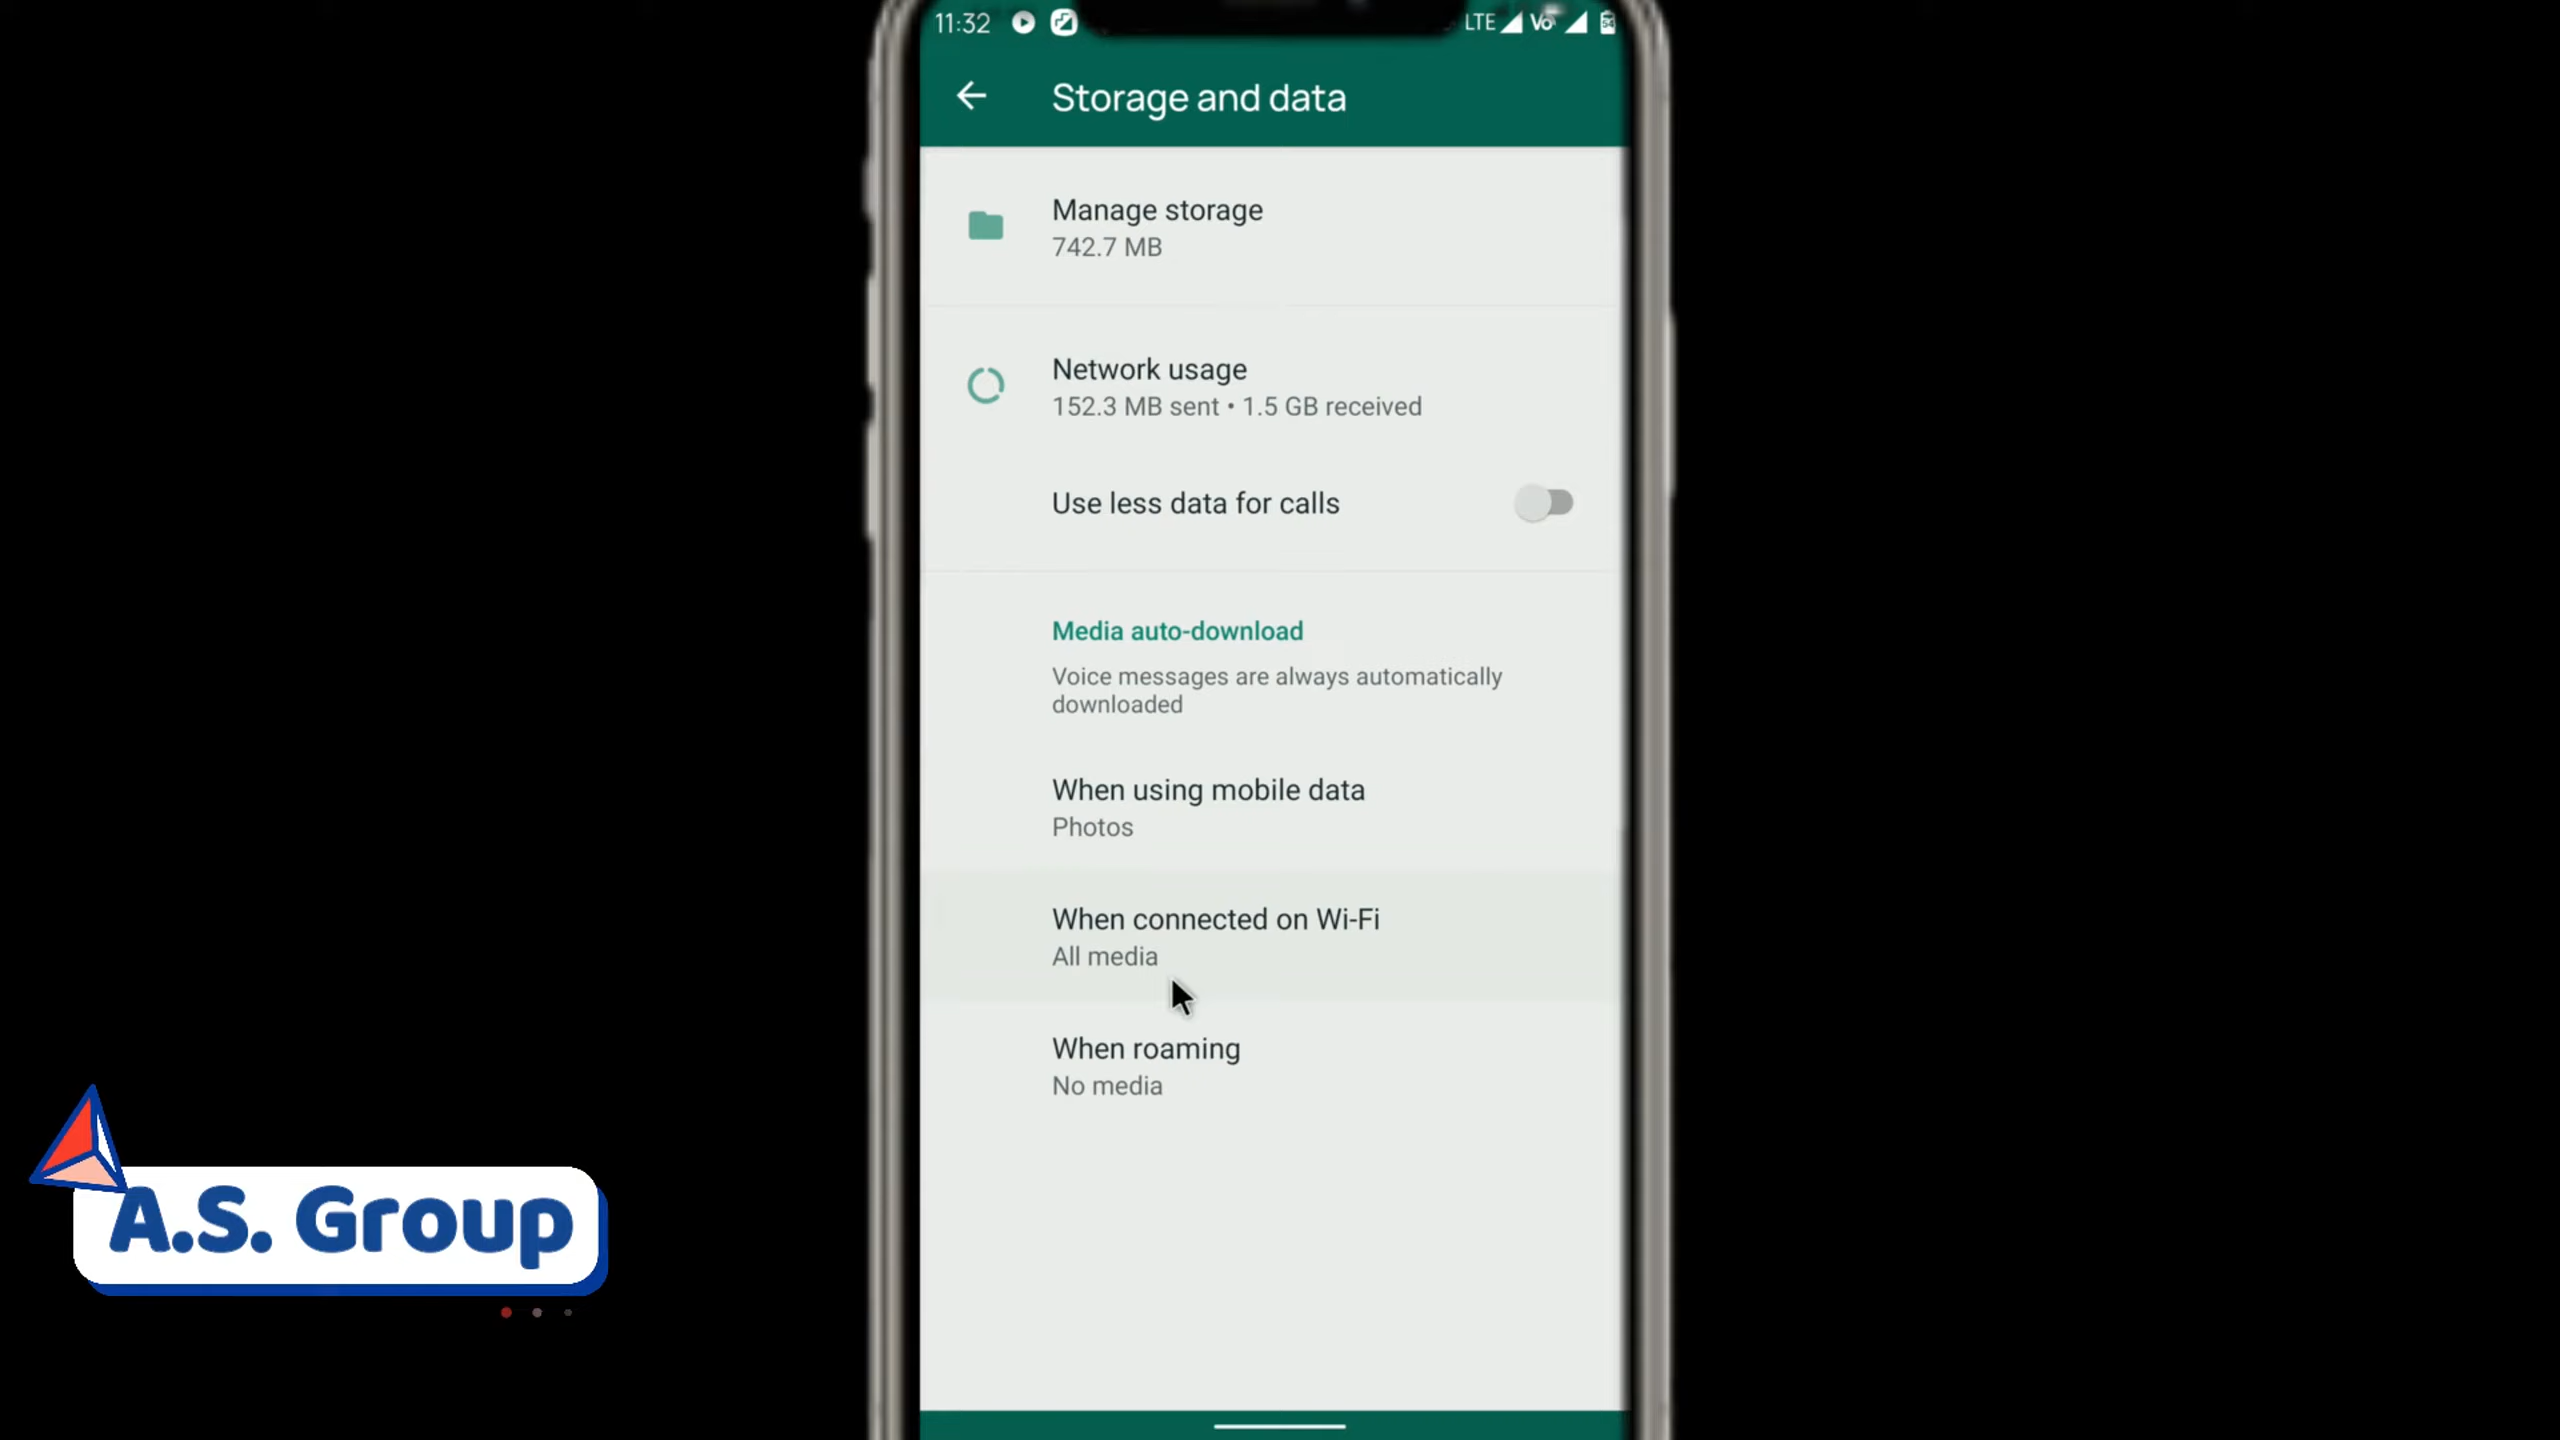 11:32
LTE
Vo
54
Storage and data
Manage storage
742.7 MB
Network usage
152.3 MB sent • 1.5 GB received
Use less data for calls
Media auto-download
Voice messages are always automatically
downloaded
When using mobile data
Photos
When connected on Wi-Fi
All media
When roaming
No media
A.S. Group